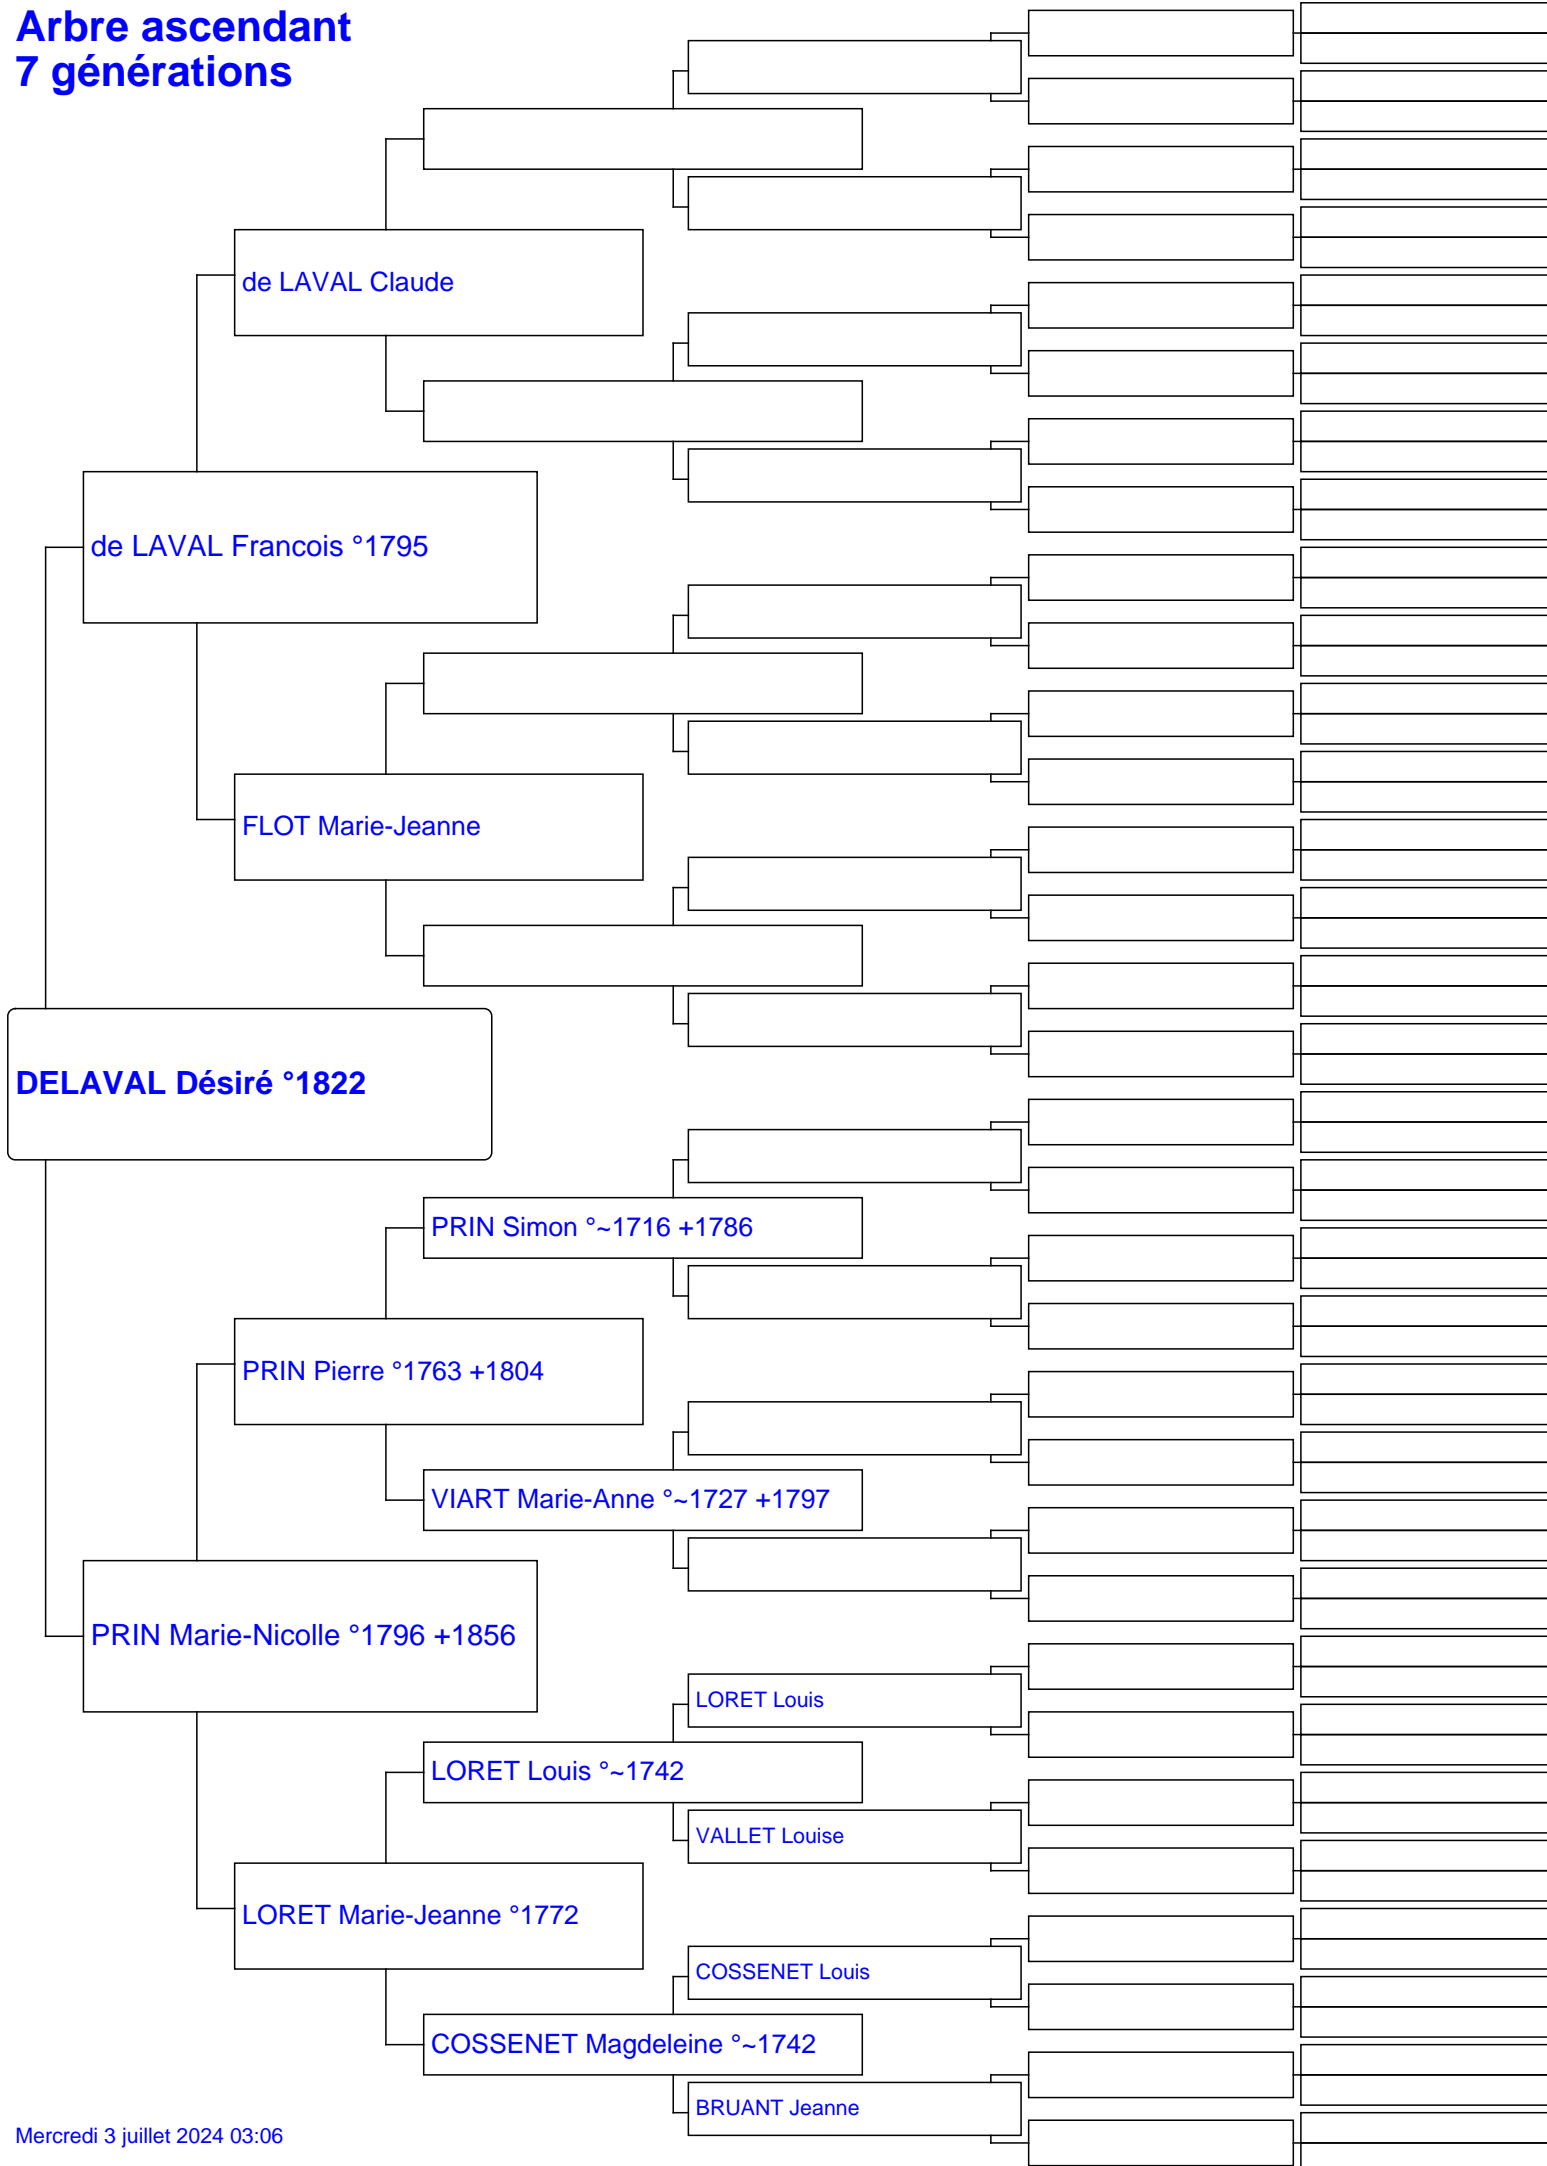 Arbre ascendant
7 générations
de LAVAL Claude
de LAVAL Francois °1795
FLOT Marie-Jeanne
DELAVAL Désiré °1822
PRIN Simon °~1716 +1786
PRIN Pierre °1763 +1804
VIART Marie-Anne °~1727 +1797
PRIN Marie-Nicolle °1796 +1856
LORET Louis
LORET Louis °~1742
VALLET Louise
LORET Marie-Jeanne °1772
COSSENET Louis
COSSENET Magdeleine °~1742
BRUANT Jeanne
Mercredi 3 juillet 2024 03:06